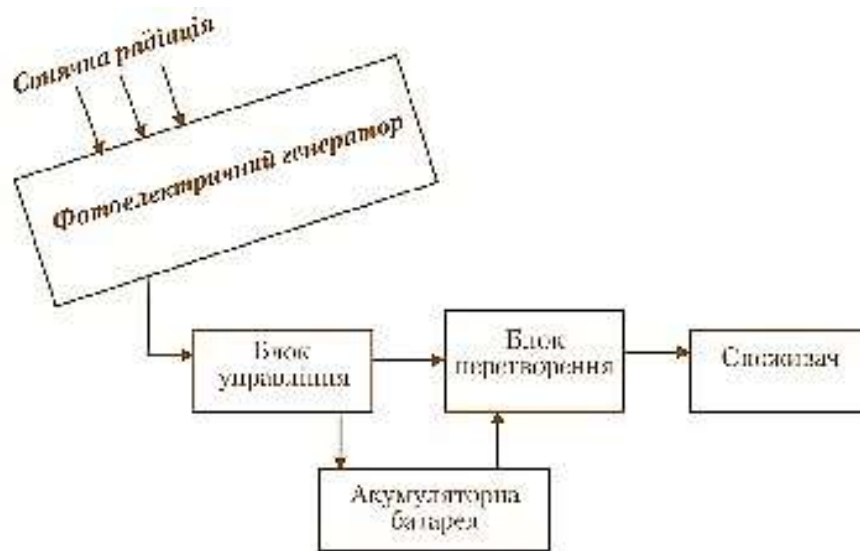 Сонячна радіація
Фотоелектричний генератор
Блок
управління
Блок
перетворення
Споживач
Акумуляторна
батарея